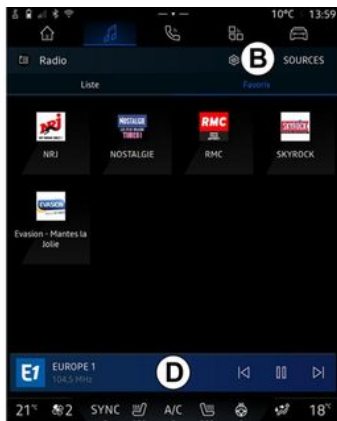 10°C 13:59
Radio B SOURCES
Liste Favoris
NRJ
NOSTALGIE
RMC
SKYROCK
NRJ NOSTALGIE RMC SKYROCK
EVASION
Evasion - Mantes la
Jolie
E1 EUROPE 1
104,5 MHz
D
21°C 2 SYNC A/C 18°C